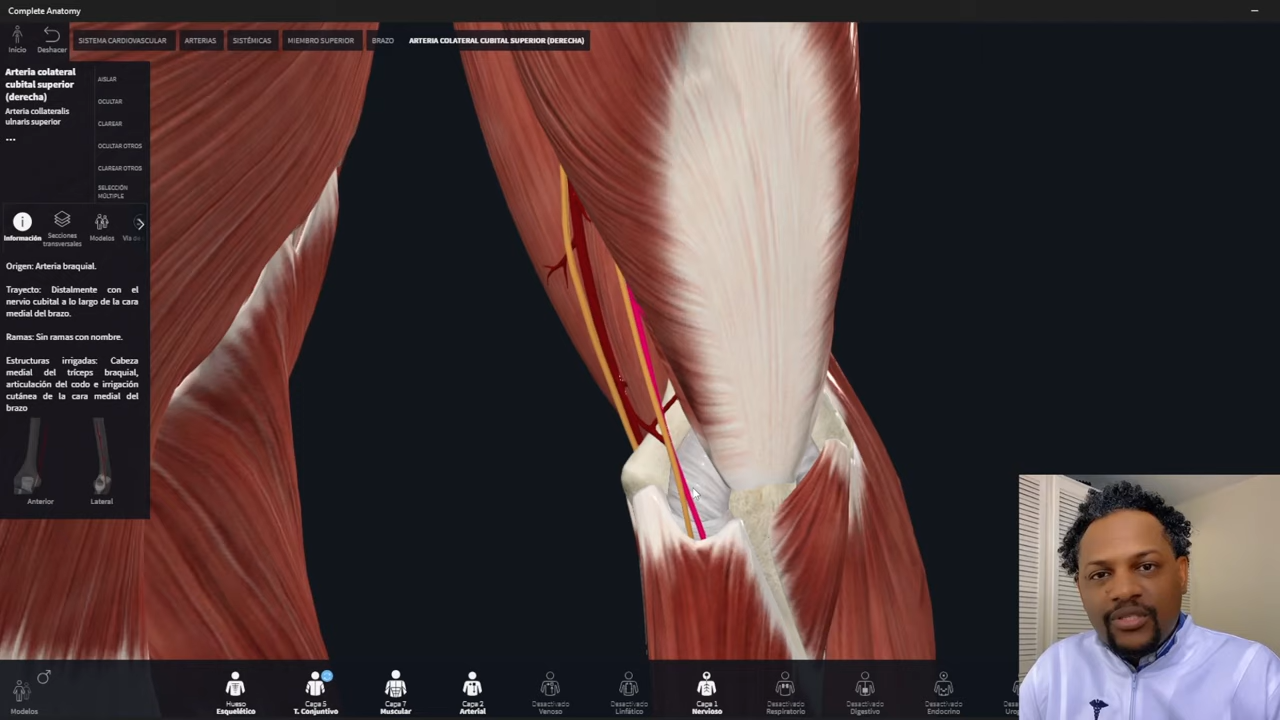 Complete Anatomy
Inicio
Deshacer
SISTEMA CARDIOVASCULAR
ARTERIAS
SISTÉMICAS
MIEMBRO SUPERIOR
BRAZO
ARTERIA COLATERAL CUBITAL SUPERIOR (DERECHA)
Arteria colateral
cubital superior
(derecha)
Arteria collateralis
ulnaris superior
...
AISLAR
OCULTAR
CLAREAR
OCULTAR OTROS
CLAREAR OTROS
SELECCIÓN
MÚLTIPLE
Información
Secciones
transversales
Modelos
Origen: Arteria braquial.
Trayecto: Distalmente con el
nervio cubital a lo largo de la cara
medial del brazo.
Ramas: Sin ramas con nombre.
Estructuras irrigadas: Cabeza
medial del tríceps braquial,
articulación del codo e irrigación
cutánea de la cara medial del
brazo
Anterior
Lateral
Modelos
Hueso
Esquelético
Capa 5
T. Conjuntivo
Capa 7
Muscular
Capa 2
Arterial
Desactivado
Venoso
Desactivado
Linfático
Capa 1
Nervioso
Desactivado
Respiratorio
Desactivado
Digestivo
Desactivado
Endocrino